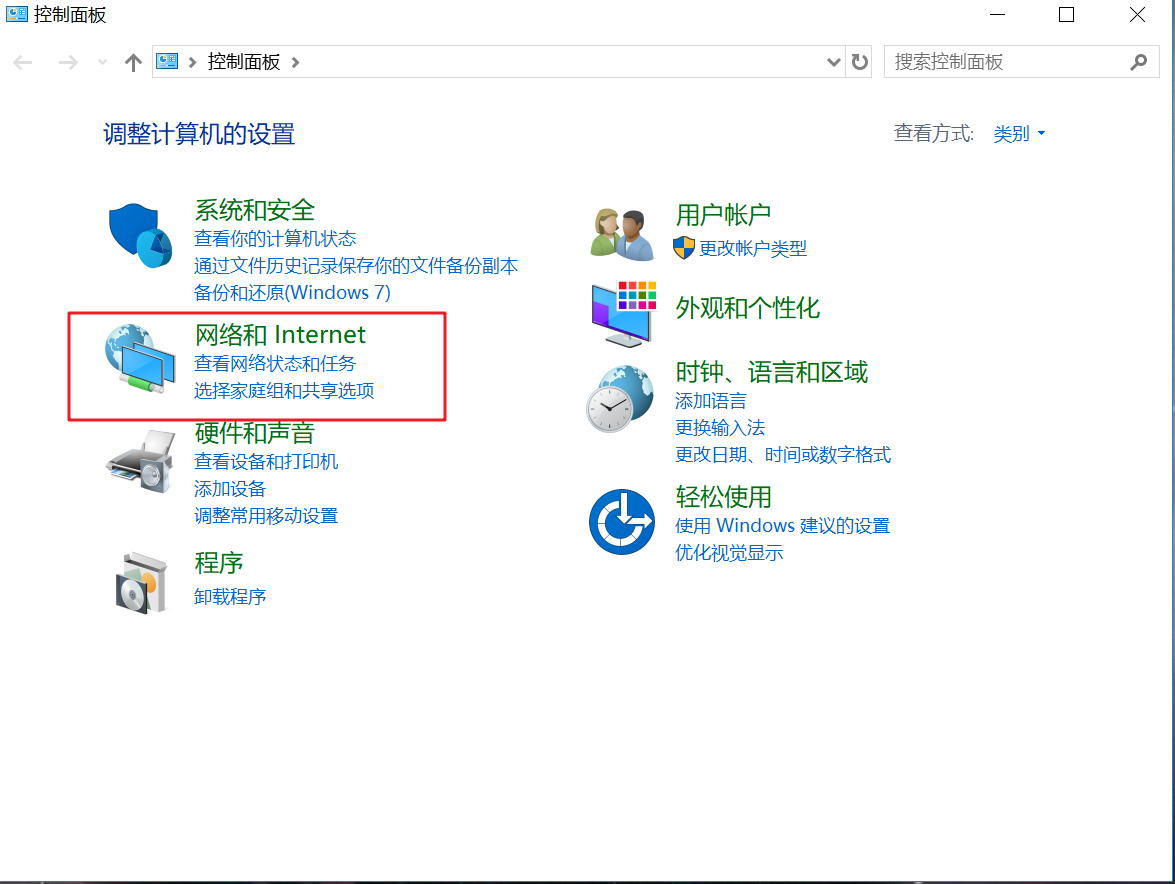 控制面板
控制面板
搜索控制面板
调整计算机的设置
查看方式: 类别
系统和安全
查看你的计算机状态
通过文件历史记录保存你的文件备份副本
备份和还原(Windows 7)
网络和 Internet
查看网络状态和任务
选择家庭组和共享选项
硬件和声音
查看设备和打印机
添加设备
调整常用移动设置
程序
卸载程序
用户帐户
更改帐户类型
外观和个性化
时钟、语言和区域
添加语言
更换输入法
更改日期、时间或数字格式
轻松使用
使用 Windows 建议的设置
优化视觉显示